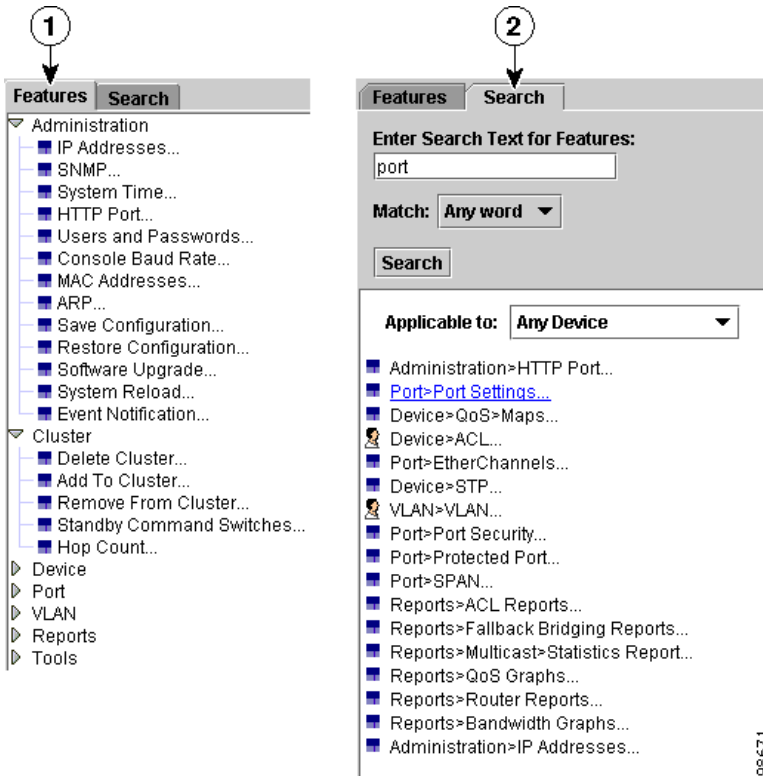 1
Features Search
Administration
IP Addresses...
SNMP...
System Time...
HTTP Port...
Users and Passwords...
Console Baud Rate...
MAC Addresses...
ARP...
Save Configuration...
Restore Configuration...
Software Upgrade...
System Reload...
Event Notification...
Cluster
Delete Cluster...
Add To Cluster...
Remove From Cluster...
Standby Command Switches...
Hop Count...
Device
Port
VLAN
Reports
Tools
2
Features Search
Enter Search Text for Features:
port
Match: Any word
Search
Applicable to: Any Device
Administration>HTTP Port...
Port>Port Settings...
Device>QoS>Maps...
Device>ACL...
Port>EtherChannels...
Device>STP...
VLAN>VLAN...
Port>Port Security...
Port>Protected Port...
Port>SPAN...
Reports>ACL Reports...
Reports>Fallback Bridging Reports...
Reports>Multicast>Statistics Report...
Reports>QoS Graphs...
Reports>Router Reports...
Reports>Bandwidth Graphs...
Administration>IP Addresses...